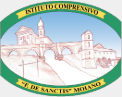 ISTITUTO COMPRENSIVO
"F. DE SANCTIS" MOIANO